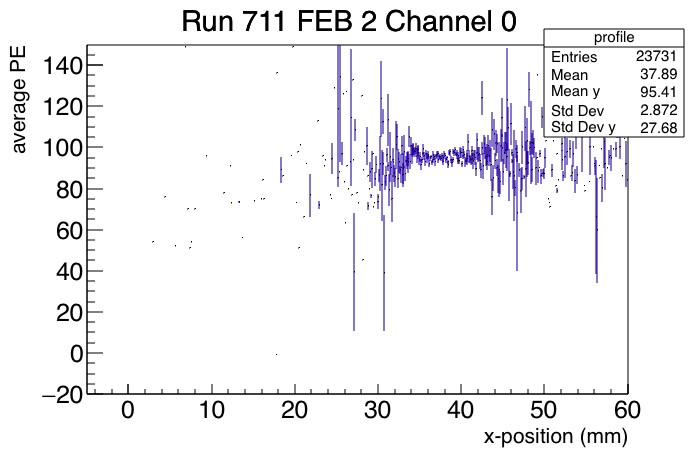 Run 711 FEB 2 Channel 0
profile
Entries 23731
Mean 37.89
Mean y 95.41
Std Dev 2.872
Std Dev y 27.68
average PE
140
120
100
80
60
40
20
0
−20
0 10 20 30 40 50 60
x-position (mm)